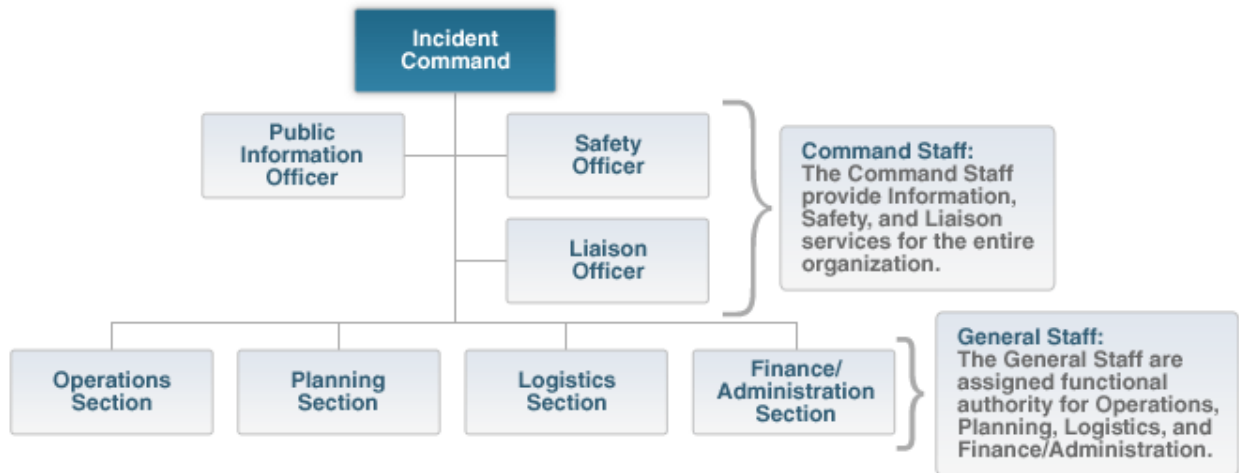 Incident
Command
Public
Information
Officer
Safety
Officer
Command Staff:
The Command Staff
provide Information,
Safety, and Liaison
services for the entire
organization.
Liaison
Officer
Operations
Section
Planning
Section
Logistics
Section
Finance/
Administration
Section
General Staff:
The General Staff are
assigned functional
authority for Operations,
Planning, Logistics, and
Finance/Administration.